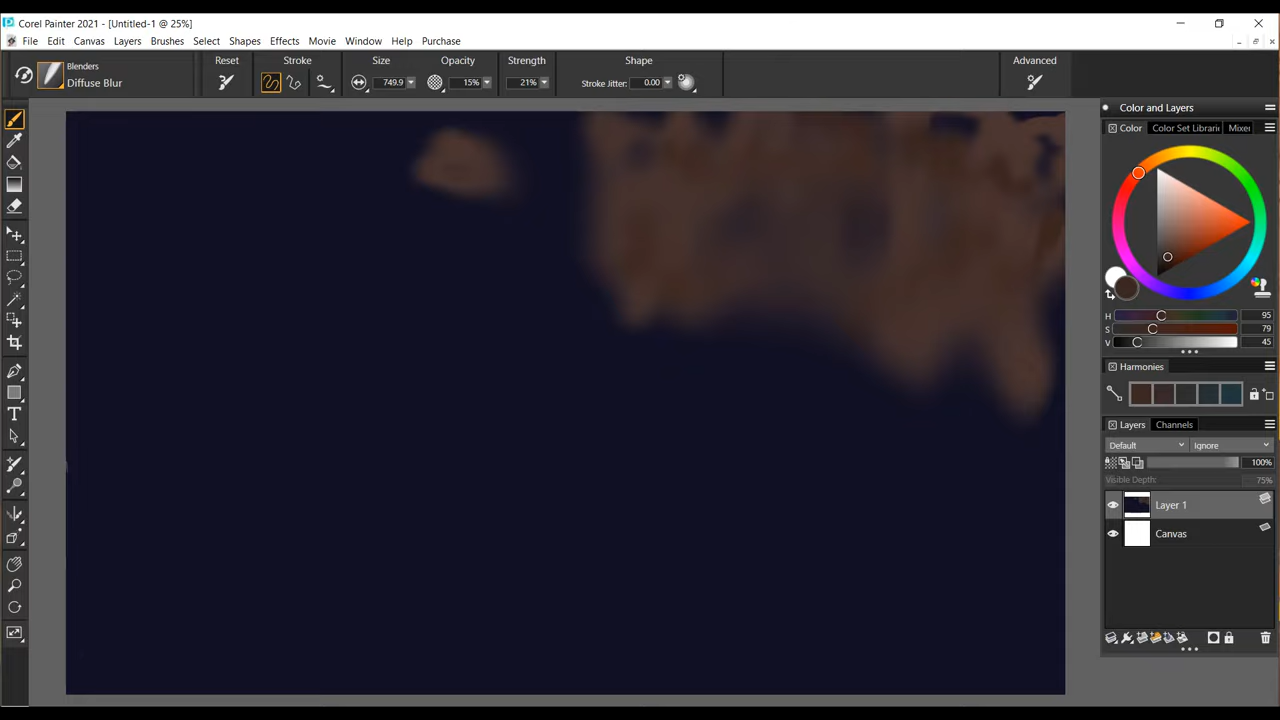 Corel Painter 2021 - [Untitled-1 @ 25%]
File Edit Canvas Layers Brushes Select Shapes Effects Movie Window Help Purchase
Blenders
Diffuse Blur
Reset
Stroke
Size
749.9
Opacity
15%
Strength
21%
Shape
Stroke Jitter: 0.00
Advanced
Color and Layers
Color Color Set Librari Mixer
H 95
S 79
V 45
Harmonies
Layers Channels
Default Ignore
100%
Visible Depth: 75%
Layer 1
Canvas